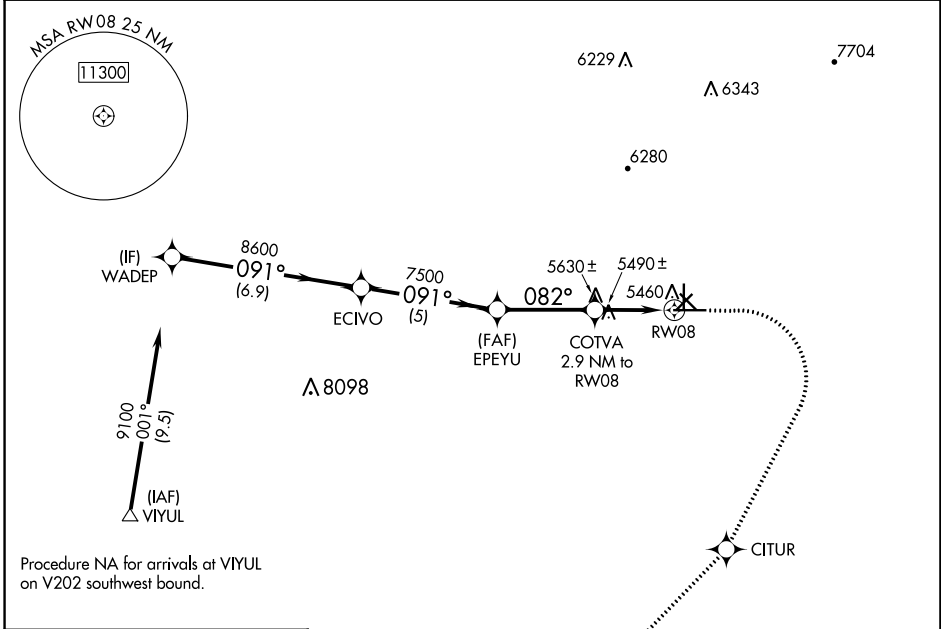 MSA RW08 25 NM
11300
6229
7704
6343
6280
(IF)
WADEP
8600
091°
(6.9)
ECIVO
7500
091°
(5)
(FAF)
EPEYU
082°
5630 ±
5490 ±
5460
COTVA
2.9 NM to
RW08
RW08
8098
9100
001°
(9.5)
(IAF)
VIYUL
CITUR
Procedure NA for arrivals at VIYUL
on V202 southwest bound.